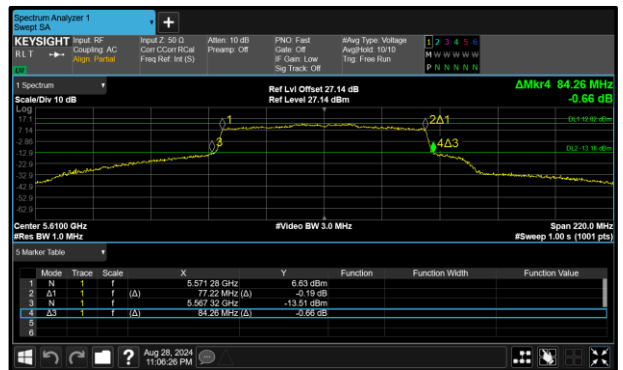 Spectrum Analyzer 1
Swept SA
KEYSIGHT Input: RF Input Z: 50 Ω Atten: 10 dB PNO: Fast #Avg Type: Voltage 1 2 3 4 5 6
RLT Coupling: AC Corr CCorr RCal Preamp: Off Gate: Off Avg|Hold: 10/10 M W W W W W
Align: Partial Freq Ref: Int (S) IF Gain: Low Trig: Free Run P N N N N N
Sig Track: Off
1 Spectrum
Scale/Div 10 dB Ref Lvl Offset 27.14 dB ΔMkr4 84.26 MHz
Ref Level 27.14 dBm -0.66 dB
Log
17.1 1 2Δ1
7.14
-2.86 3 4Δ3
-12.9
-22.9
-32.9
-42.9
-52.9
-62.9
Center 5.6100 GHz #Video BW 3.0 MHz Span 220.0 MHz
#Res BW 1.0 MHz #Sweep 1.00 s (1001 pts)
5 Marker Table
Mode Trace Scale X Y Function Function Width Function Value
1 N 1 f 5.571 28 GHz 6.63 dBm
2 Δ1 1 f (Δ) 77.22 MHz (Δ) -0.19 dB
3 N 1 f 5.567 32 GHz -13.51 dBm
4 Δ3 1 f (Δ) 84.26 MHz (Δ) -0.66 dB
5
6
? Aug 28, 2024
11:06:26 PM